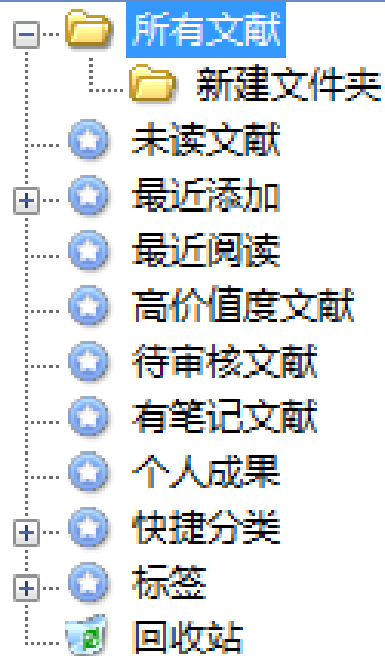 所有文献
新建文件夹
未读文献
最近添加
最近阅读
高价值度文献
待审核文献
有笔记文献
个人成果
快捷分类
标签
回收站